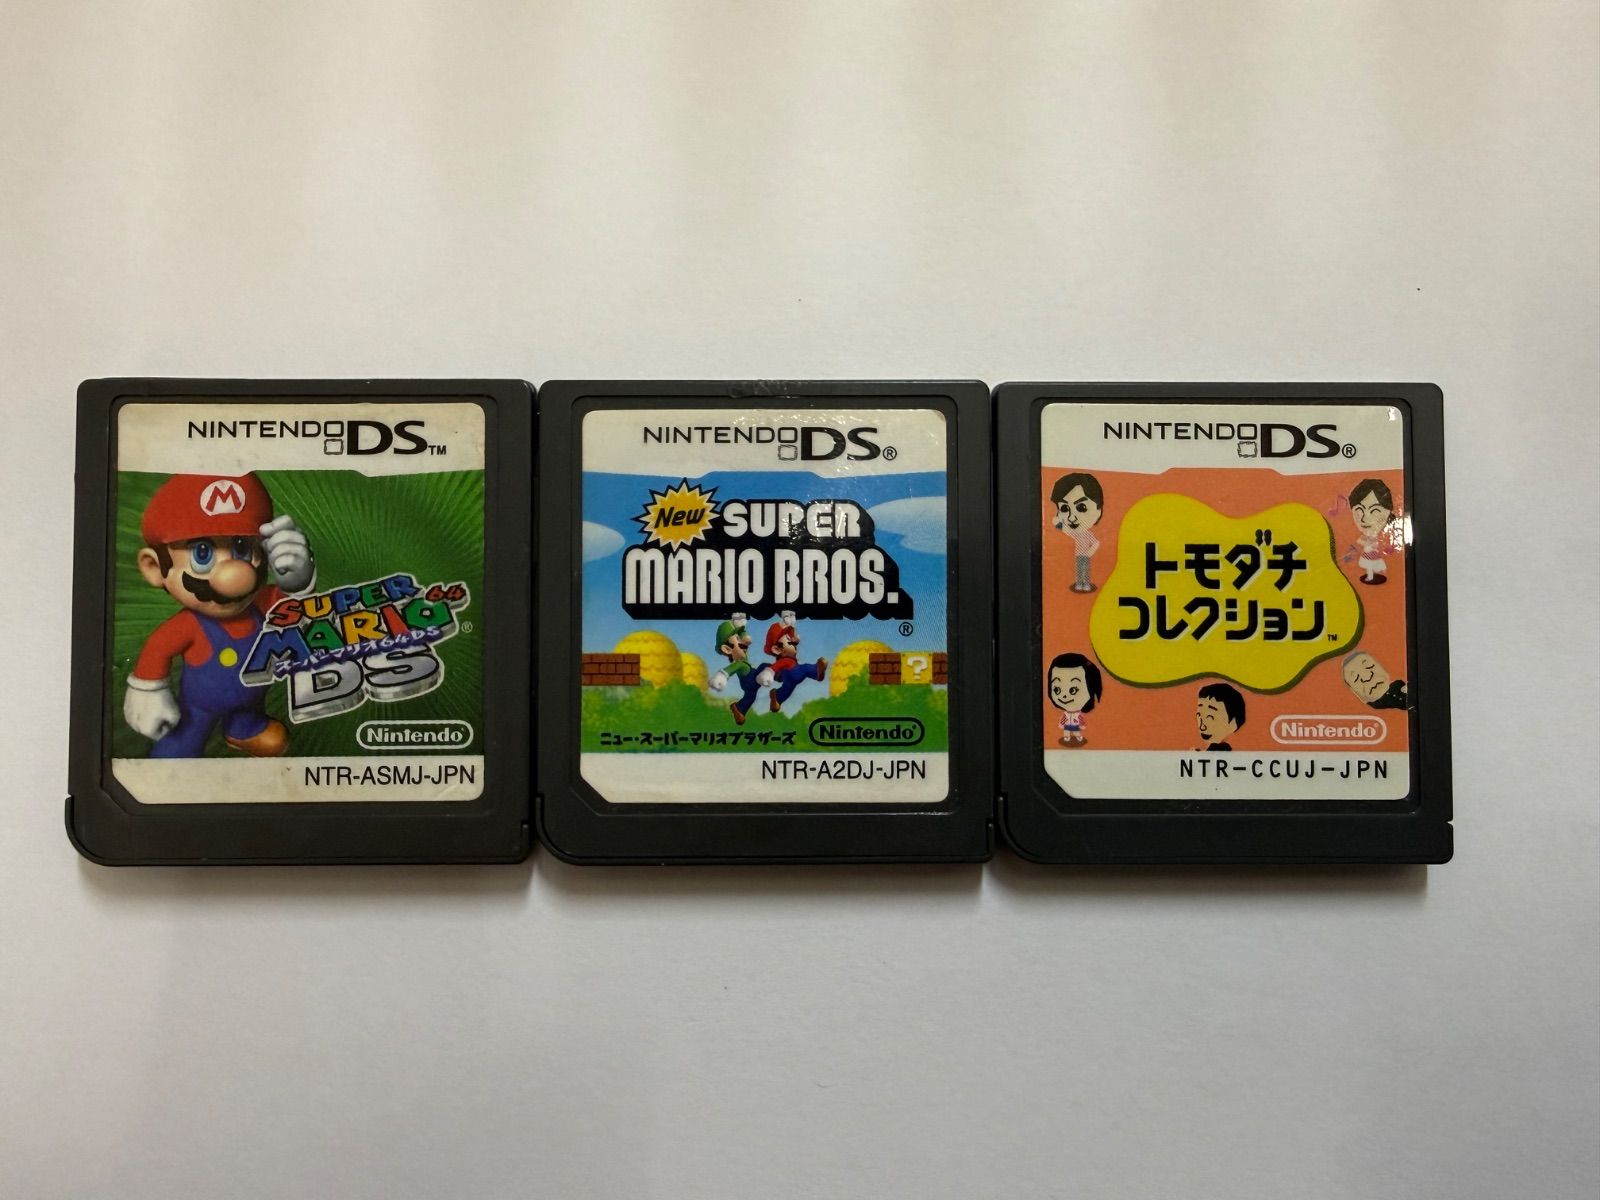 NINTENDO DS™
M
SUPER
MARIO 64®
スーパーマリオ64DS
DS
Nintendo
NTR-ASMJ-JPN
NINTENDO DS®
New SUPER
MARIO BROS.
®
?
ニュー・スーパーマリオブラザーズ
Nintendo®
NTR-A2DJ-JPN
NINTENDO DS®
トモダチ
コレクション™
Nintendo®
NTR-CCUJ-JPN